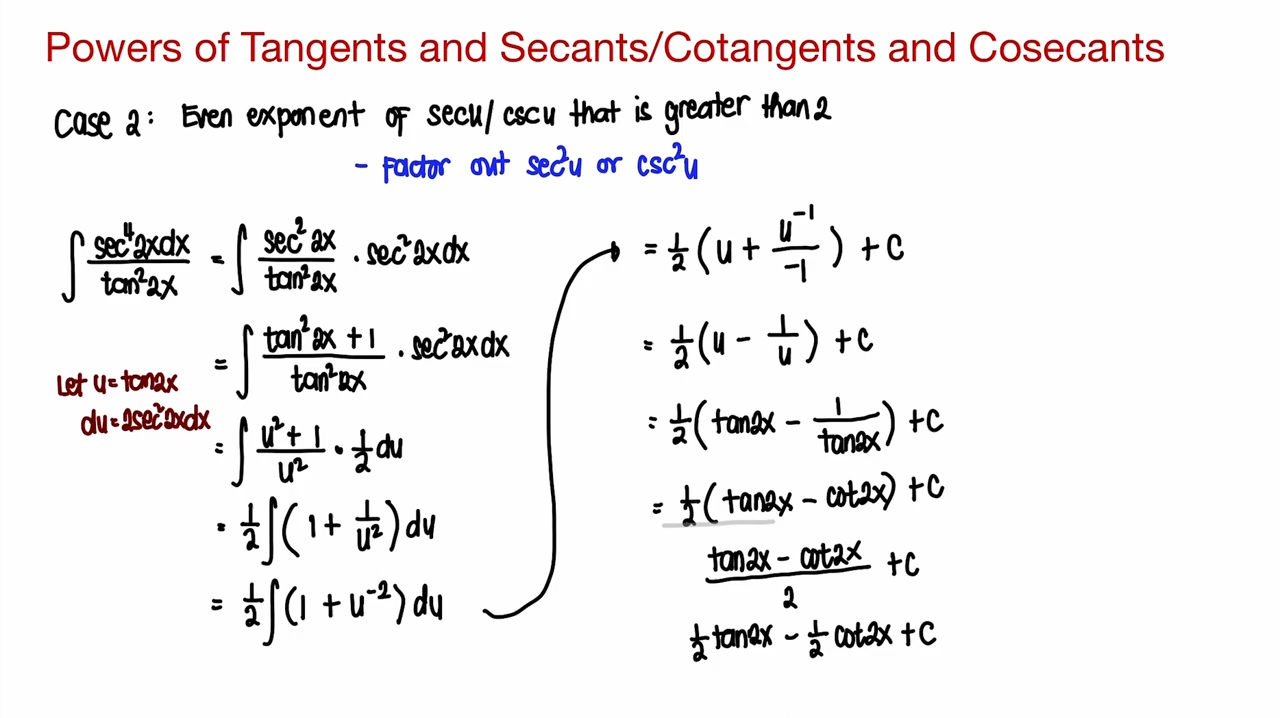 Powers of Tangents and Secants/Cotangents and Cosecants
Case 2: Even exponent of secu/cscu that is greater than 2
- Factor out sec²u or csc²u
∫ sec⁴2xdx/tan²2x = ∫ sec²2x/tan²2x · sec²2xdx
= ∫ (tan²2x + 1)/tan²2x · sec²2xdx
Let u = tan2x
du = 2sec²2xdx
= ∫ (u² + 1)/u² · 1/2 du
= 1/2 ∫ (1 + 1/u²) du
= 1/2 ∫ (1 + u⁻²) du
= 1/2 (u + u⁻¹/-1) + C
= 1/2 (u - 1/u) + C
= 1/2 (tan2x - 1/tan2x) + C
= 1/2 (tan2x - cot2x) + C
(tan2x - cot2x)/2 + C
1/2 tan2x - 1/2 cot2x + C